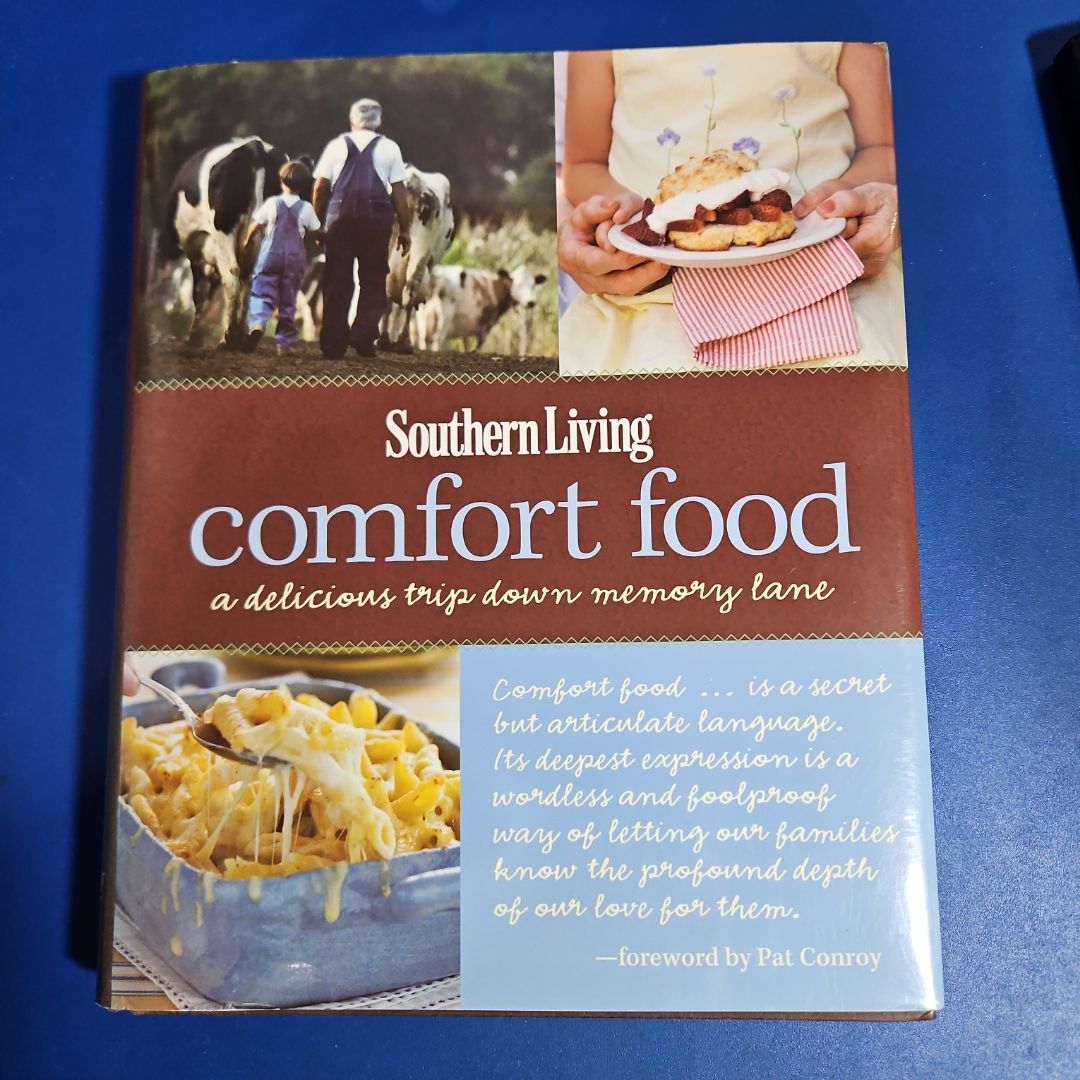 Southern Living
comfort food
a delicious trip down memory lane
Comfort food ... is a secret
but articulate language.
Its deepest expression is a
wordless and foolproof
way of letting our families
know the profound depth
of our love for them.
—foreword by Pat Conroy